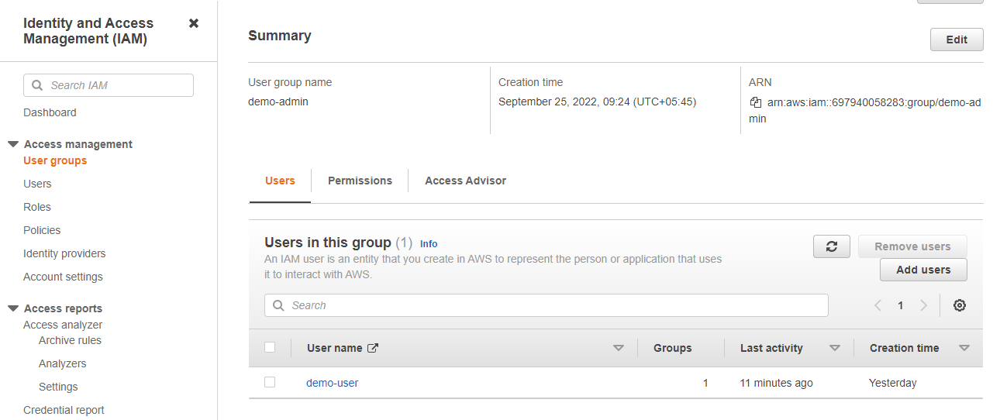 Identity and Access
Management (IAM)
Search IAM
Dashboard
Access management
User groups
Users
Roles
Policies
Identity providers
Account settings
Access reports
Access analyzer
Archive rules
Analyzers
Settings
Credential report
Summary
Edit
User group name
demo-admin
Creation time
September 25, 2022, 09:24 (UTC+05:45)
ARN
arn:aws:iam::697940058283:group/demo-ad
min
Users
Permissions
Access Advisor
Users in this group (1) Info
An IAM user is an entity that you create in AWS to represent the person or application that uses
it to interact with AWS.
Remove users
Add users
Search
1
User name
Groups
Last activity
Creation time
demo-user
1
11 minutes ago
Yesterday